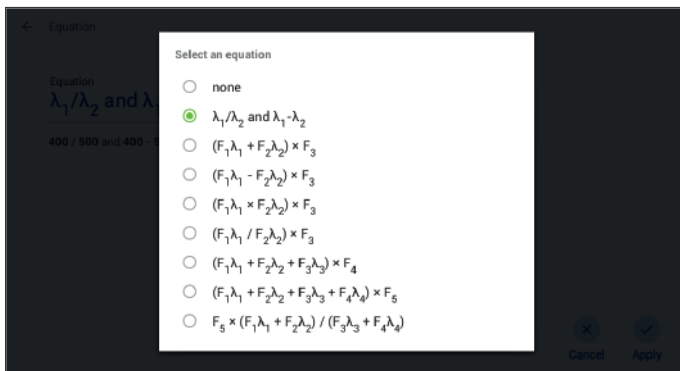 ← Equation
Equation
λ₁/λ₂ and λ
400 / 500 and 400 - 5
Select an equation
none
λ₁/λ₂ and λ₁-λ₂
(F₁λ₁ + F₂λ₂) × F₃
(F₁λ₁ - F₂λ₂) × F₃
(F₁λ₁ × F₂λ₂) × F₃
(F₁λ₁ / F₂λ₂) × F₃
(F₁λ₁ + F₂λ₂ + F₃λ₃) × F₄
(F₁λ₁ + F₂λ₂ + F₃λ₃ + F₄λ₄) × F₅
F₅ × (F₁λ₁ + F₂λ₂) / (F₃λ₃ + F₄λ₄)
Cancel Apply